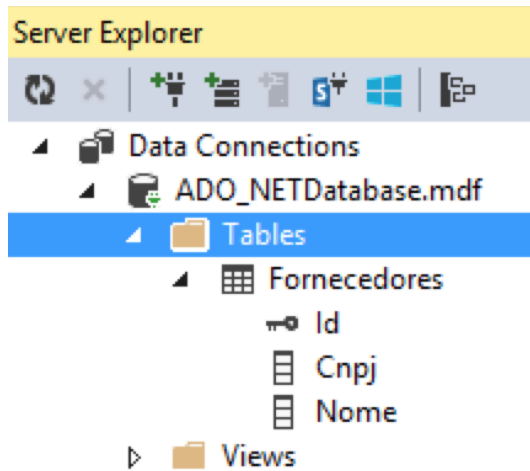 Server Explorer
Data Connections
ADO_NETDatabase.mdf
Tables
Fornecedores
Id
Cnpj
Nome
Views